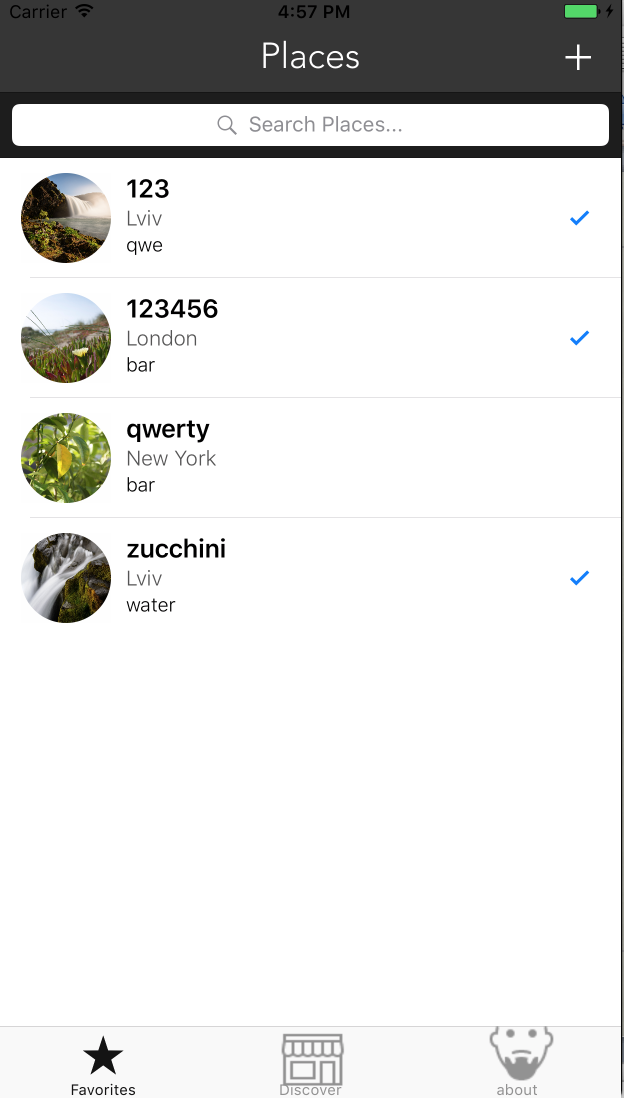 Carrier 4:57 PM
Places +
Search Places...
123
Lviv
qwe
123456
London
bar
qwerty
New York
bar
zucchini
Lviv
water
Favorites Discover about